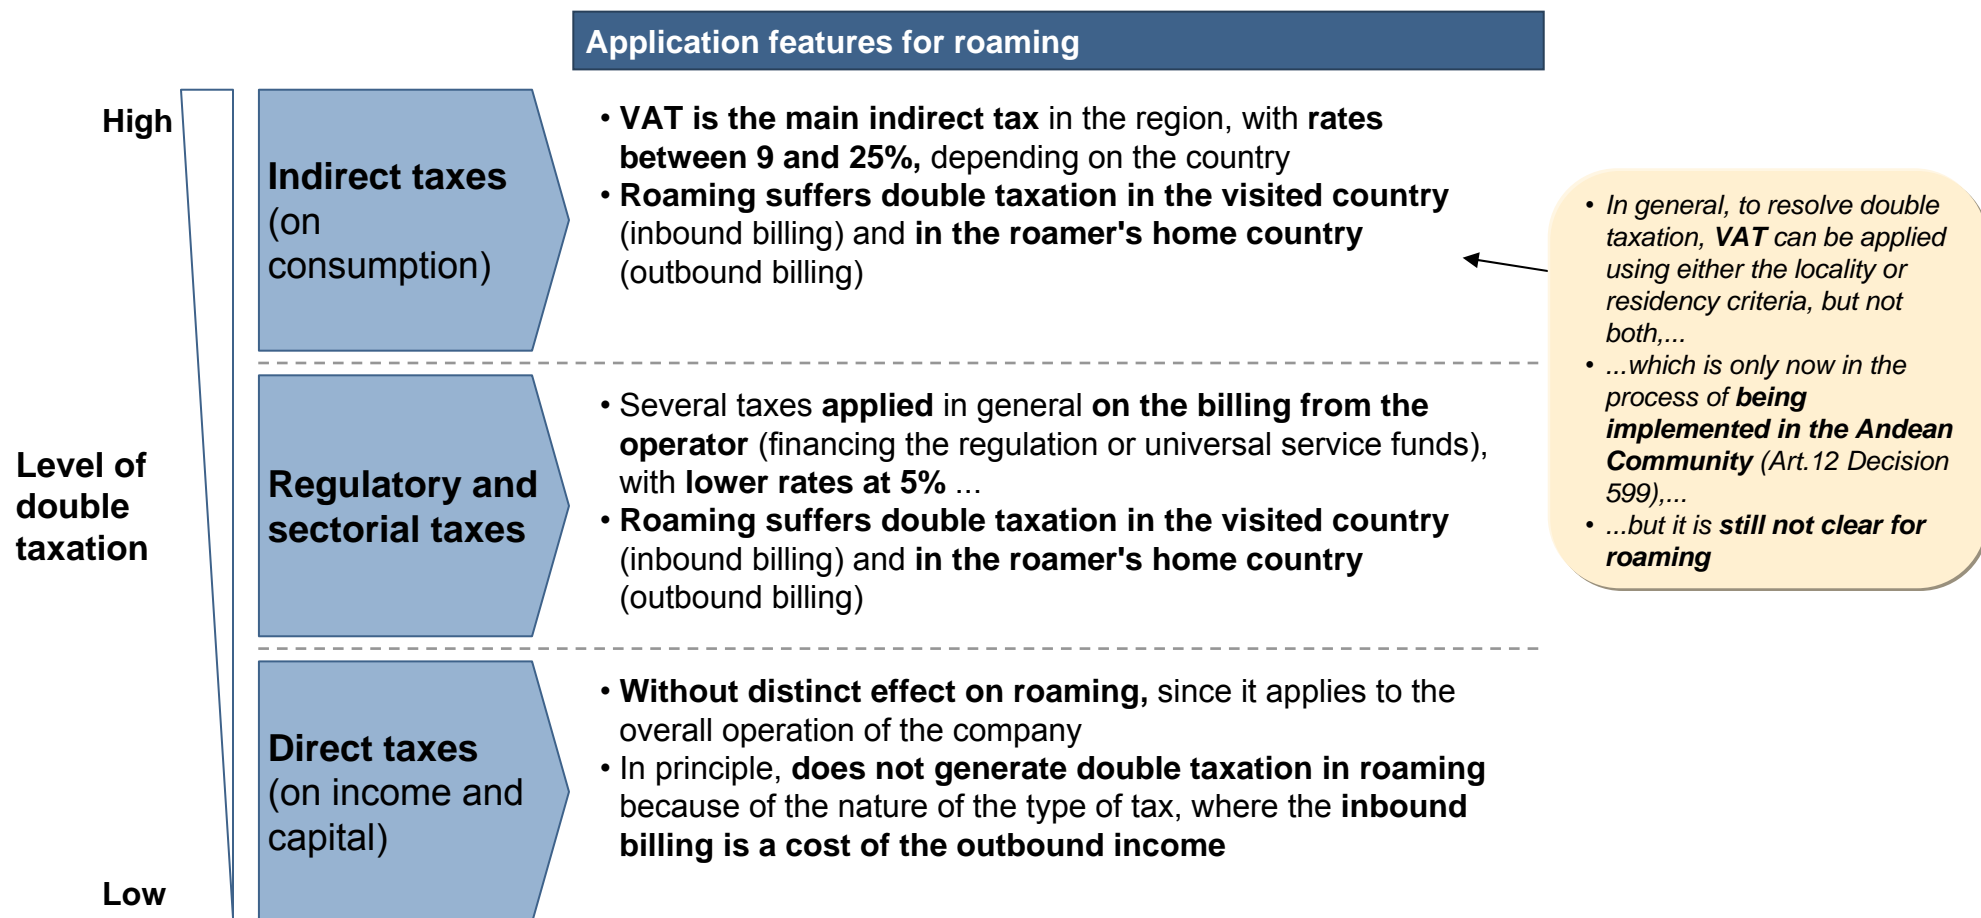 Application features for roaming
High
Level of
double
taxation
Low
Indirect taxes
(on
consumption)
• VAT is the main indirect tax in the region, with rates
between 9 and 25%, depending on the country
• Roaming suffers double taxation in the visited country
(inbound billing) and in the roamer's home country
(outbound billing)
• In general, to resolve double
taxation, VAT can be applied
using either the locality or
residency criteria, but not
both,...
• ...which is only now in the
process of being
implemented in the Andean
Community (Art.12 Decision
599),...
• ...but it is still not clear for
roaming
Regulatory and
sectorial taxes
• Several taxes applied in general on the billing from the
operator (financing the regulation or universal service funds),
with lower rates at 5% ...
• Roaming suffers double taxation in the visited country
(inbound billing) and in the roamer's home country
(outbound billing)
Direct taxes
(on income and
capital)
• Without distinct effect on roaming, since it applies to the
overall operation of the company
• In principle, does not generate double taxation in roaming
because of the nature of the type of tax, where the inbound
billing is a cost of the outbound income